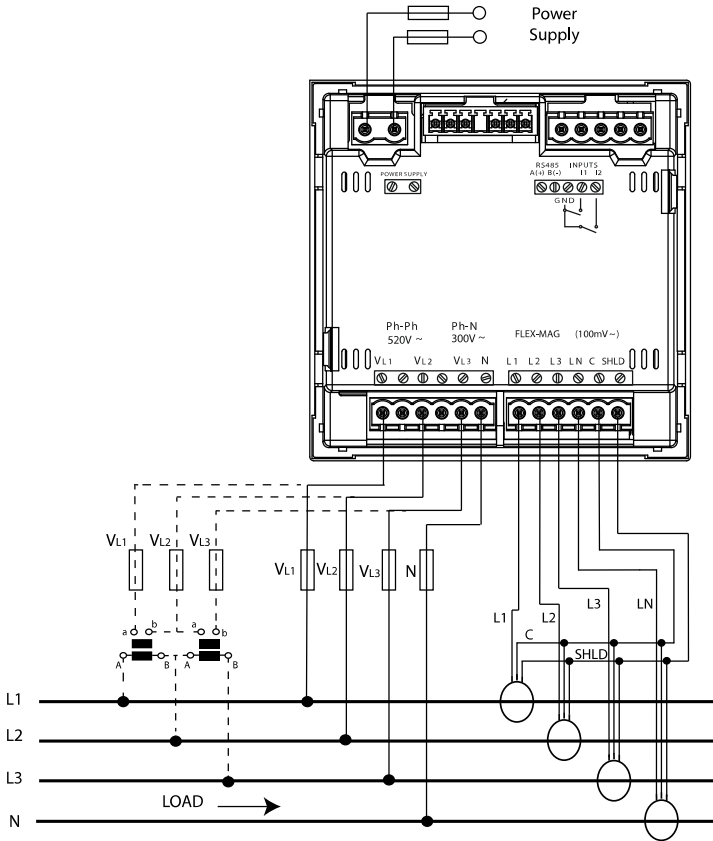 Power
Supply
POWER SUPPLY
RS485 INPUTS
A(+) B(-) I1 I2
GND
Ph-Ph Ph-N FLEX-MAG (100mV~)
520V ~ 300V ~
VL1 VL2 VL3 N L1 L2 L3 LN C SHLD
VL1 VL2 VL3 VL1 VL2 VL3 N
L1 L2 L3 LN
C
SHLD
a b a b
A B A B
L1
L2
L3
LOAD
N